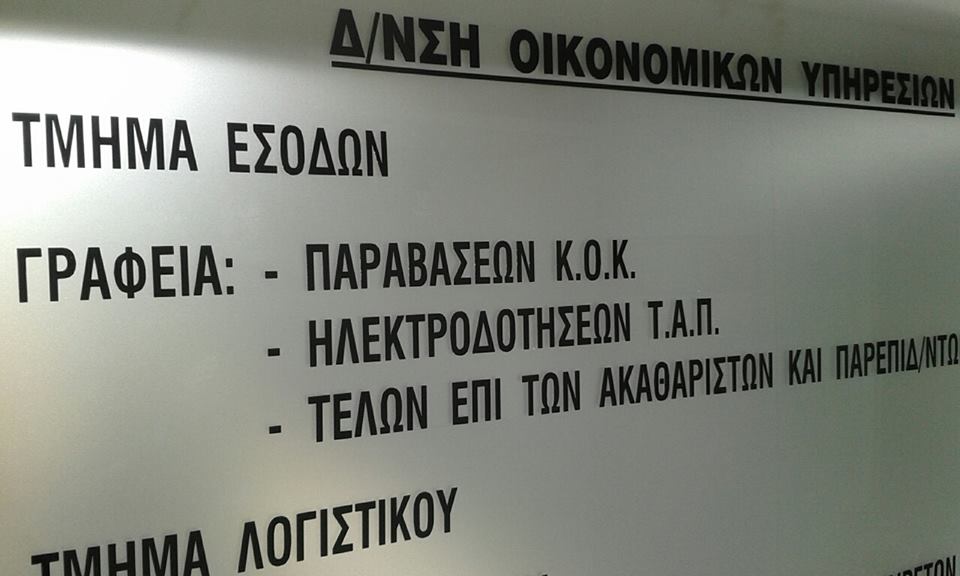 Δ/ΝΣΗ ΟΙΚΟΝΟΜΙΚΩΝ ΥΠΗΡΕΣΙΩΝ
ΤΜΗΜΑ ΕΣΟΔΩΝ
ΓΡΑΦΕΙΑ: - ΠΑΡΑΒΑΣΕΩΝ Κ.Ο.Κ.
- ΗΛΕΚΤΡΟΔΟΤΗΣΕΩΝ Τ.Α.Π.
- ΤΕΛΩΝ ΕΠΙ ΤΩΝ ΑΚΑΘΑΡΙΣΤΩΝ ΚΑΙ ΠΑΡΕΠΙΔ/ΝΤΩ
ΤΜΗΜΑ ΛΟΓΙΣΤΙΚΟΥ